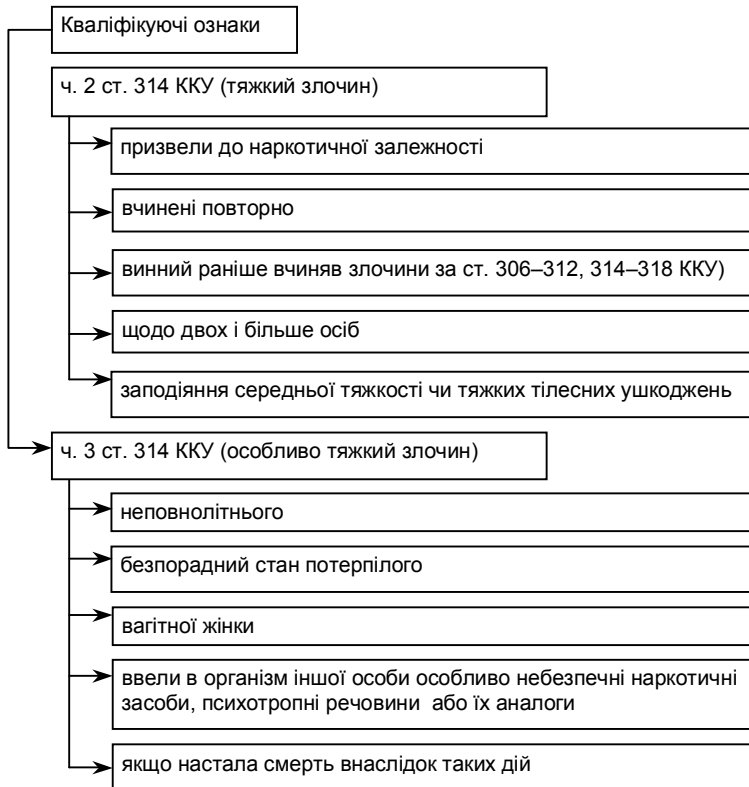 Кваліфікуючі ознаки
ч. 2 ст. 314 ККУ (тяжкий злочин)
призвели до наркотичної залежності
вчинені повторно
винний раніше вчиняв злочини за ст. 306–312, 314–318 ККУ)
щодо двох і більше осіб
заподіяння середньої тяжкості чи тяжких тілесних ушкоджень
ч. 3 ст. 314 ККУ (особливо тяжкий злочин)
неповнолітнього
безпорадний стан потерпілого
вагітної жінки
ввели в організм іншої особи особливо небезпечні наркотичні
засоби, психотропні речовини або їх аналоги
якщо настала смерть внаслідок таких дій